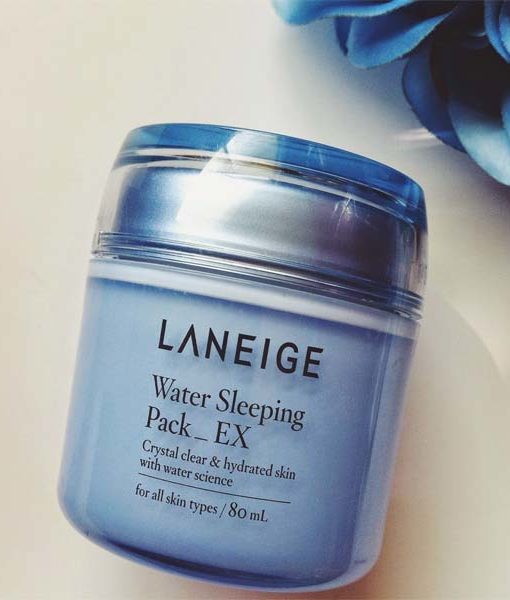 LANEIGE
Water Sleeping
Pack_EX
Crystal clear & hydrated skin
with water science
for all skin types / 80 mL